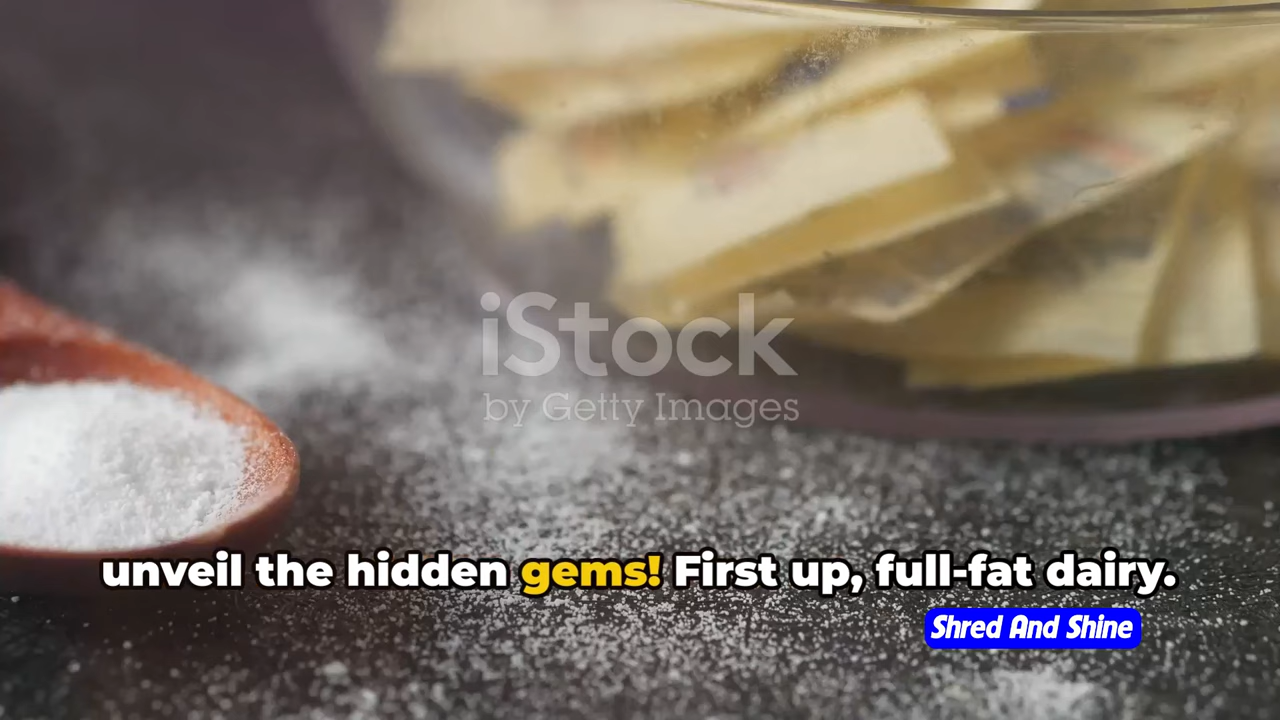 iStock
by Getty Images
unveil the hidden gems! First up, full-fat dairy.
Shred And Shine